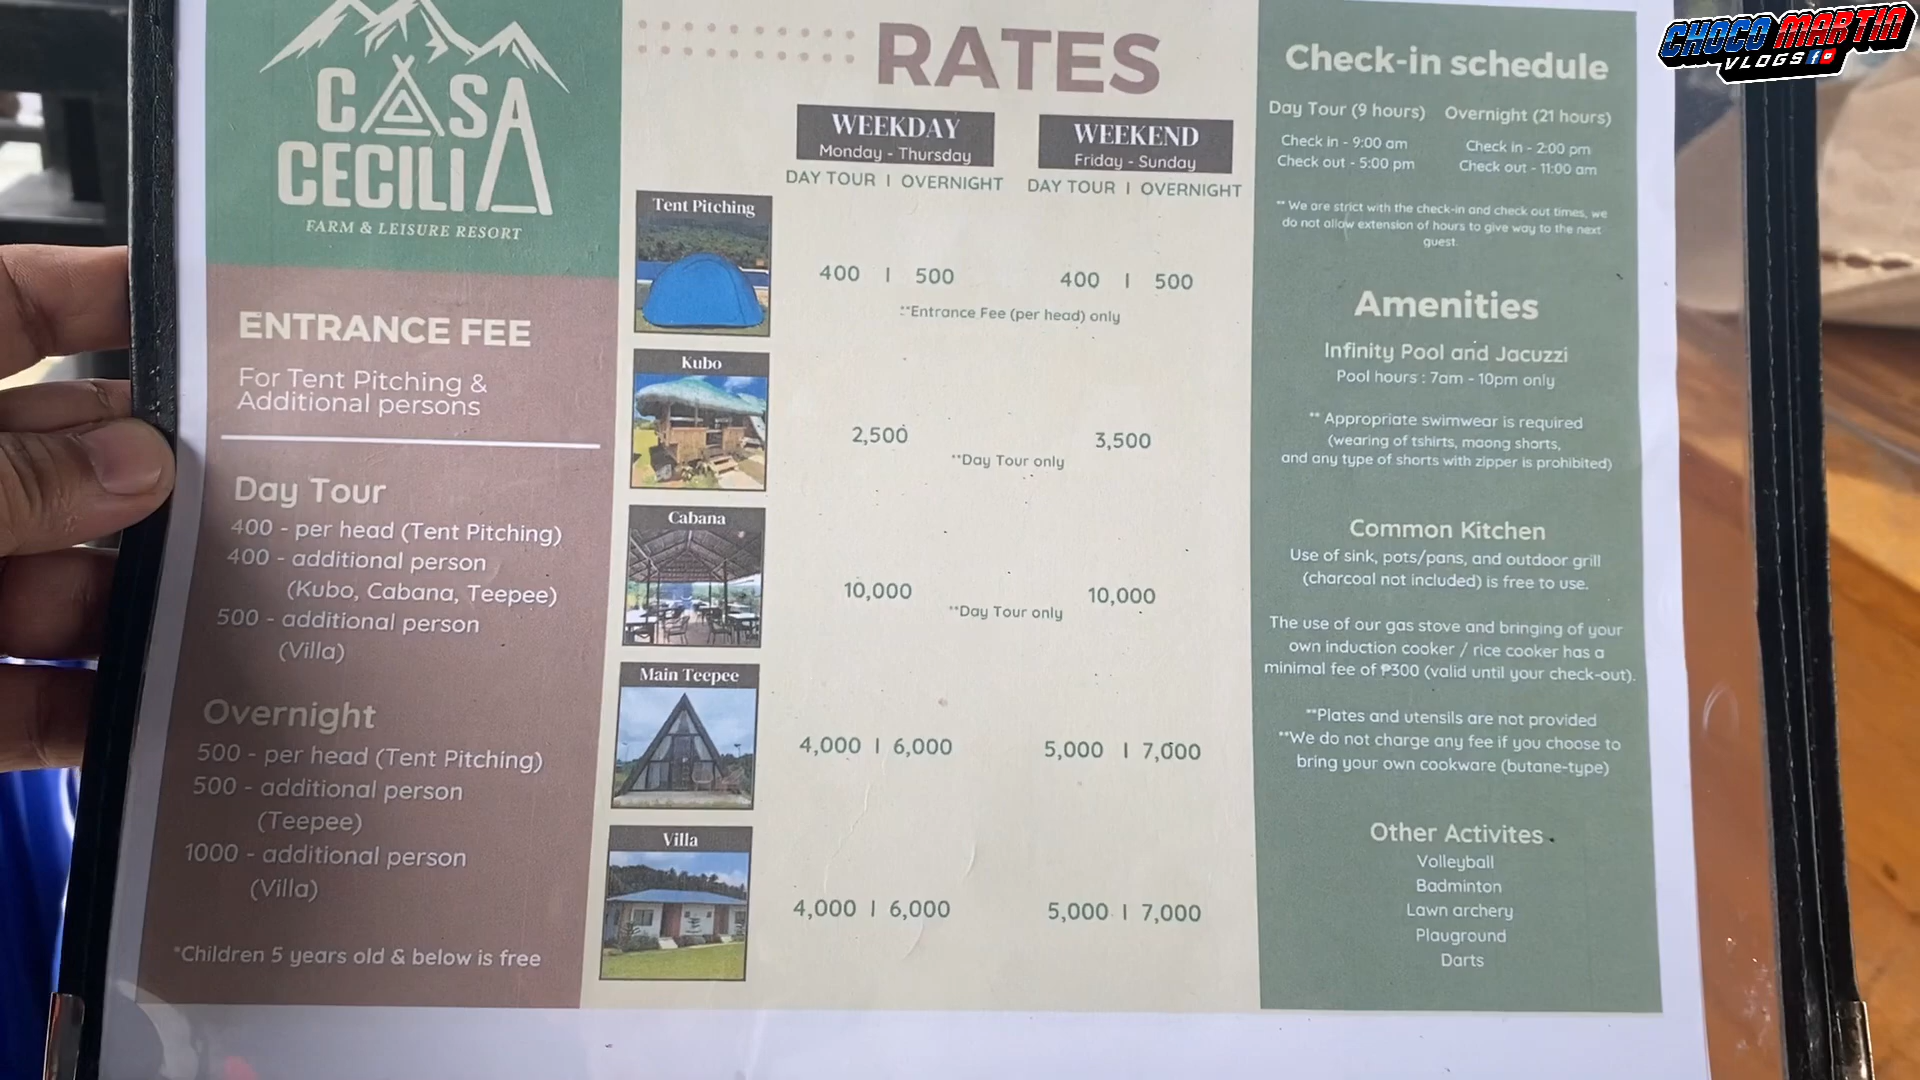 CHOCO MARTIN
VLOGS
CASA
CECILIA
FARM & LEISURE RESORT
ENTRANCE FEE
For Tent Pitching &
Additional persons
Day Tour
400 - per head (Tent Pitching)
400 - additional person
(Kubo, Cabana, Teepee)
500 - additional person
(Villa)
Overnight
500 - per head (Tent Pitching)
500 - additional person
(Teepee)
1000 - additional person
(Villa)
*Children 5 years old & below is free
RATES
WEEKDAY
Monday - Thursday
DAY TOUR | OVERNIGHT
WEEKEND
Friday - Sunday
DAY TOUR | OVERNIGHT
Tent Pitching
400 | 500
400 | 500
**Entrance Fee (per head) only
Kubo
2,500
3,500
**Day Tour only
Cabana
10,000
10,000
**Day Tour only
Main Teepee
4,000 | 6,000
5,000 | 7,000
Villa
4,000 | 6,000
5,000 | 7,000
Check-in schedule
Day Tour (9 hours)
Check in - 9:00 am
Check out - 5:00 pm
Overnight (21 hours)
Check in - 2:00 pm
Check out - 11:00 am
** We are strict with the check-in and check out times, we
do not allow extension of hours to give way to the next
guest.
Amenities
Infinity Pool and Jacuzzi
Pool hours : 7am - 10pm only
** Appropriate swimwear is required
(wearing of tshirts, maong shorts,
and any type of shorts with zipper is prohibited)
Common Kitchen
Use of sink, pots/pans, and outdoor grill
(charcoal not included) is free to use.
The use of our gas stove and bringing of your
own induction cooker / rice cooker has a
minimal fee of ₱300 (valid until your check-out).
**Plates and utensils are not provided
**We do not charge any fee if you choose to
bring your own cookware (butane-type)
Other Activites
Volleyball
Badminton
Lawn archery
Playground
Darts